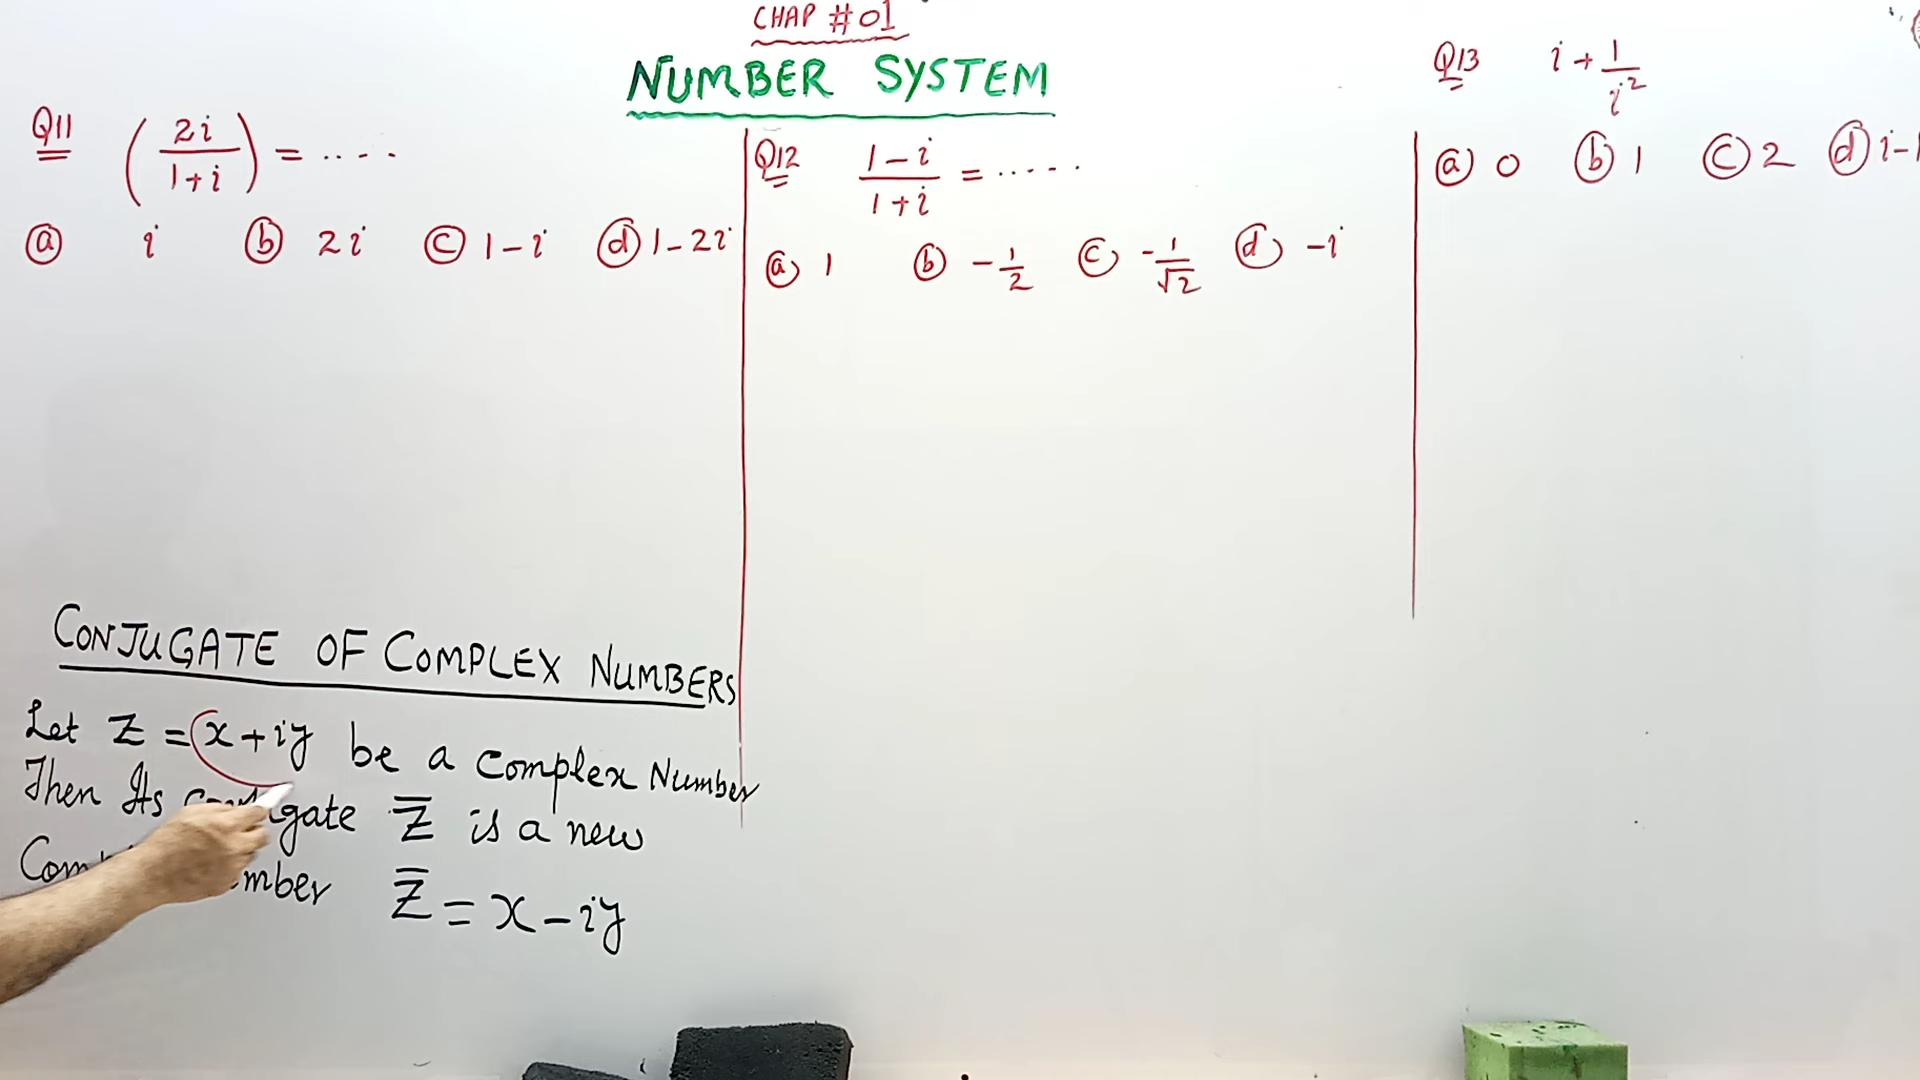 CHAP #01
NUMBER SYSTEM
Q11 (2i/1+i) = ....
ⓐ i ⓑ 2i ⓒ 1-i ⓓ 1-2i
Q12 1-i/1+i = .....
ⓐ 1 ⓑ -1/2 ⓒ -1/√2 ⓓ -i
Q13 i+1/i²
ⓐ 0 ⓑ 1 ⓒ 2 ⓓ i-1
CONJUGATE OF COMPLEX NUMBERS
Let Z = x+iy be a complex Number
Then Its gate Z̅ is a new
Z̅ = x-iy